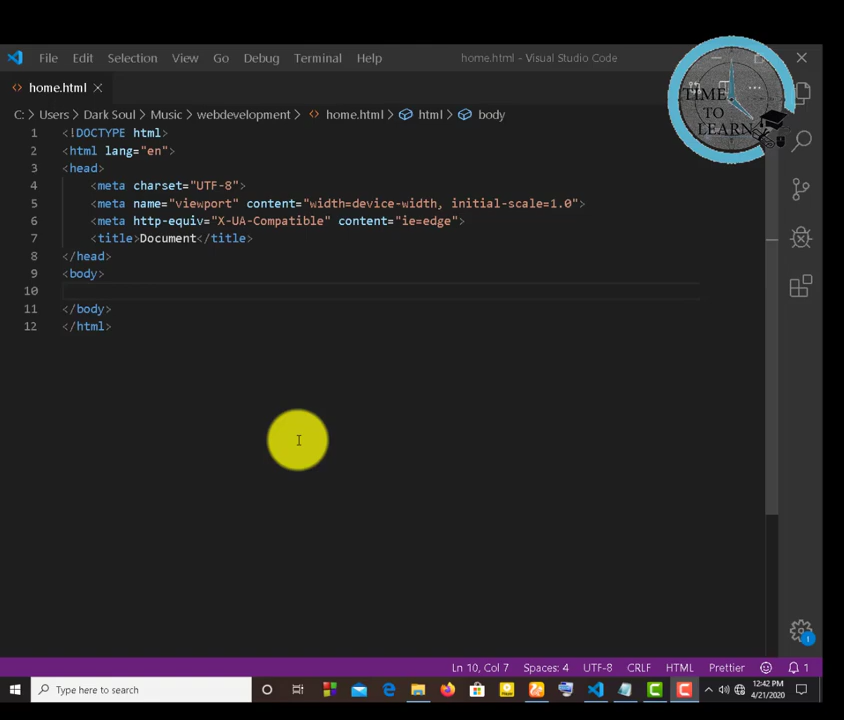 File Edit Selection View Go Debug Terminal Help home.html - Visual Studio Code
home.html
C: > Users > Dark Soul > Music > webdevelopment > home.html > html > body
1 <!DOCTYPE html>
2 <html lang="en">
3 <head>
4 <meta charset="UTF-8">
5 <meta name="viewport" content="width=device-width, initial-scale=1.0">
6 <meta http-equiv="X-UA-Compatible" content="ie=edge">
7 <title>Document</title>
8 </head>
9 <body>
10
11 </body>
12 </html>
TIME
TO
LEARN
1
Ln 10, Col 7 Spaces: 4 UTF-8 CRLF HTML Prettier 1
Type here to search
12:42 PM
4/21/2020